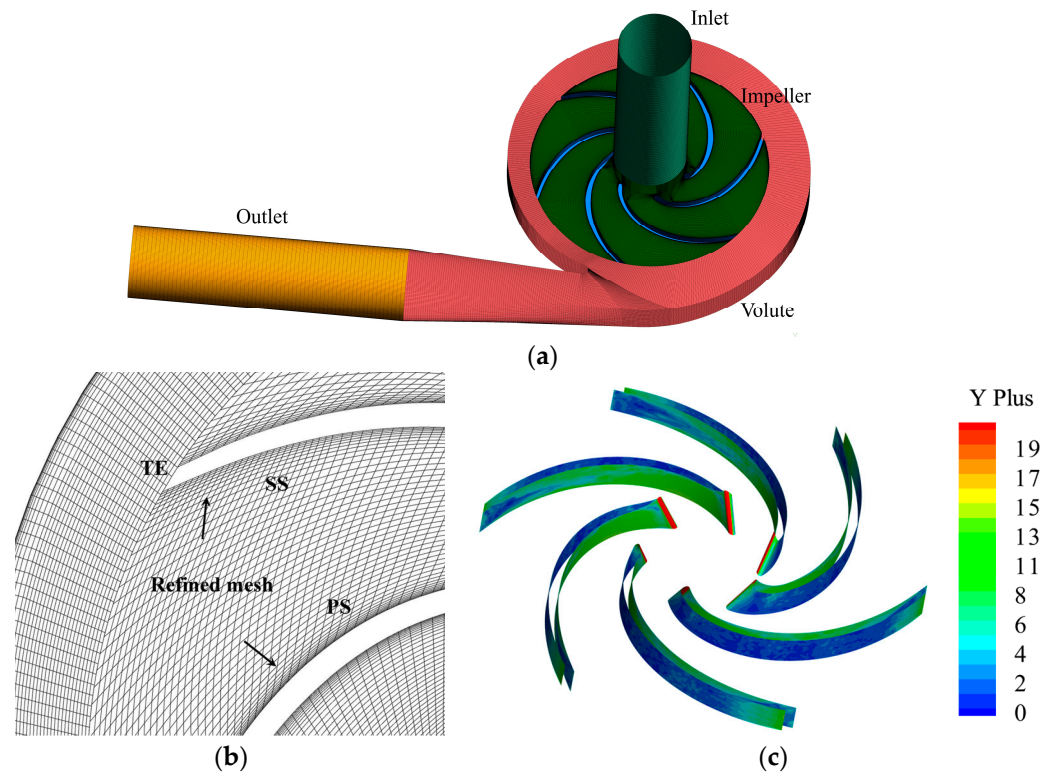 Inlet
Impeller
Outlet
Volute
(a)
TE
SS
Refined mesh
PS
(b)
Y Plus
19
17
15
13
11
8
6
4
2
0
(c)